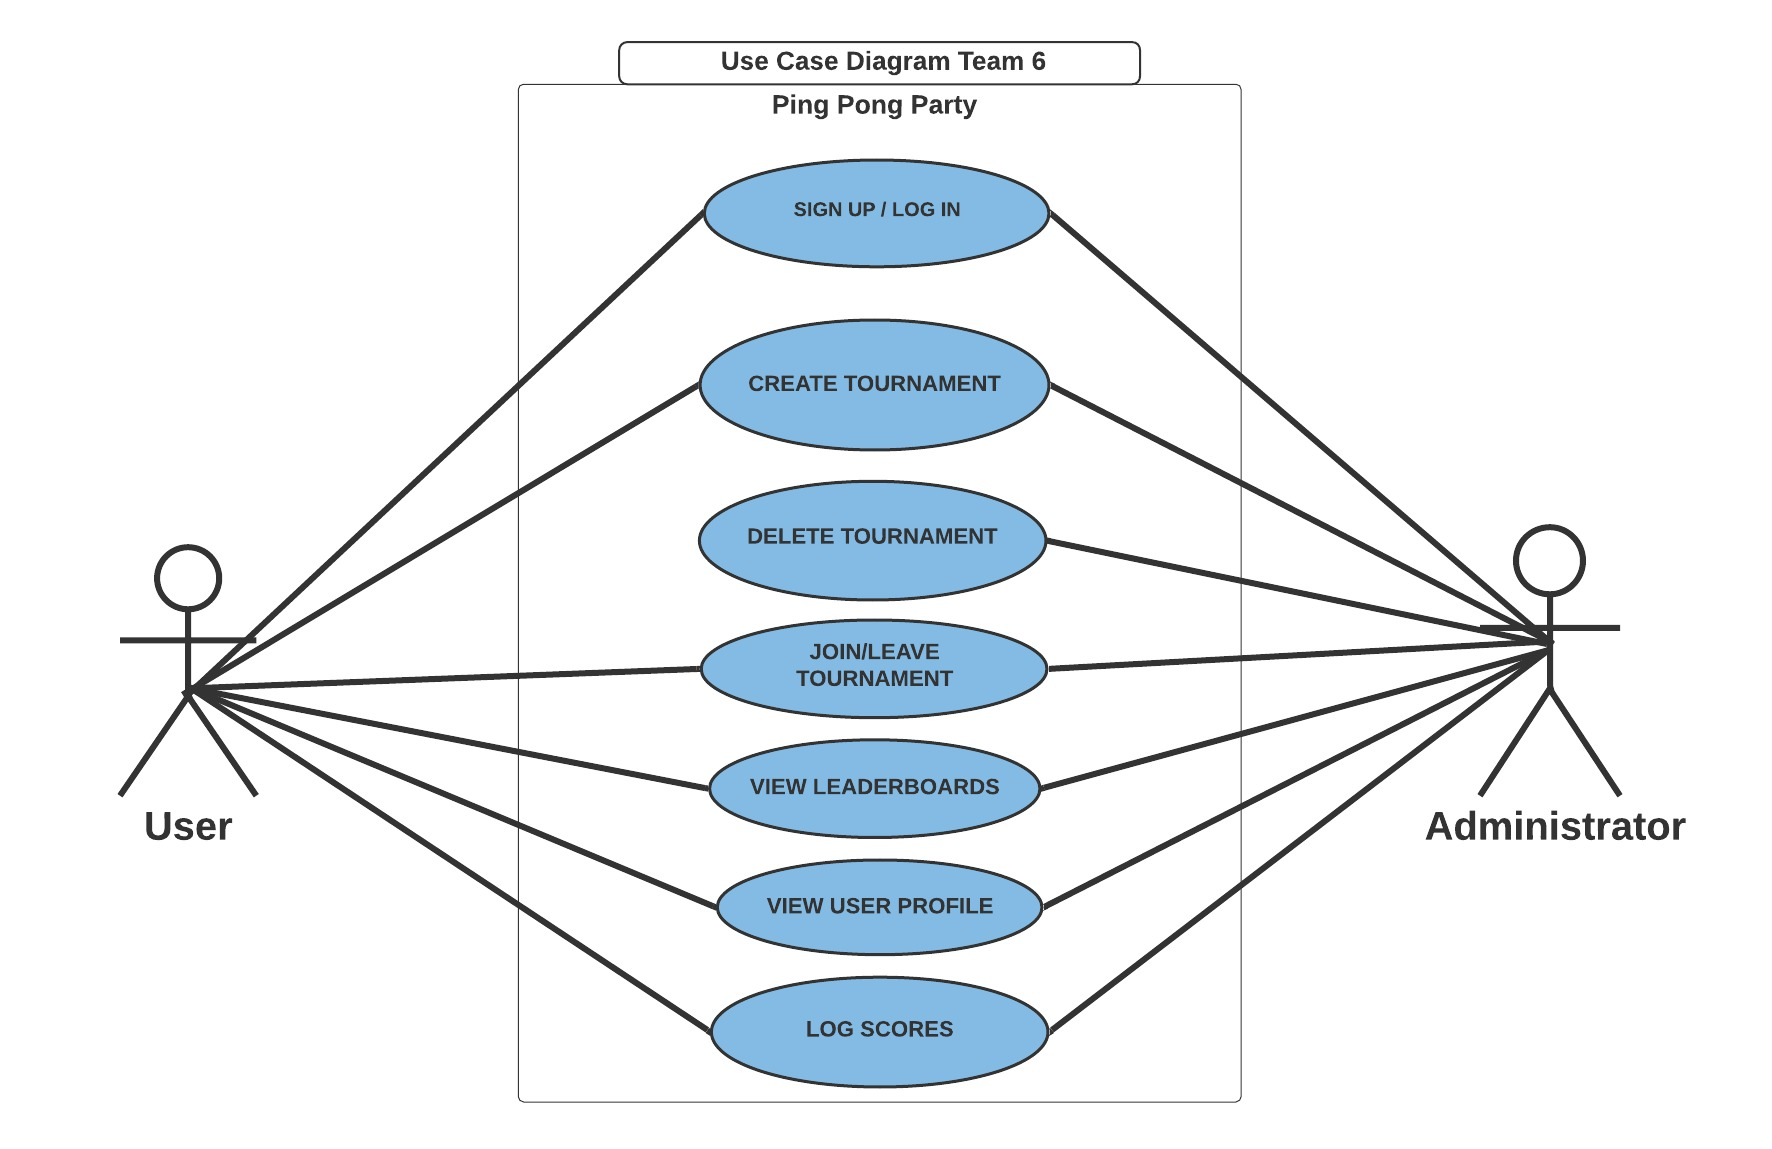 Use Case Diagram Team 6
Ping Pong Party
SIGN UP / LOG IN
CREATE TOURNAMENT
DELETE TOURNAMENT
JOIN/LEAVE
TOURNAMENT
VIEW LEADERBOARDS
User
Administrator
VIEW USER PROFILE
LOG SCORES